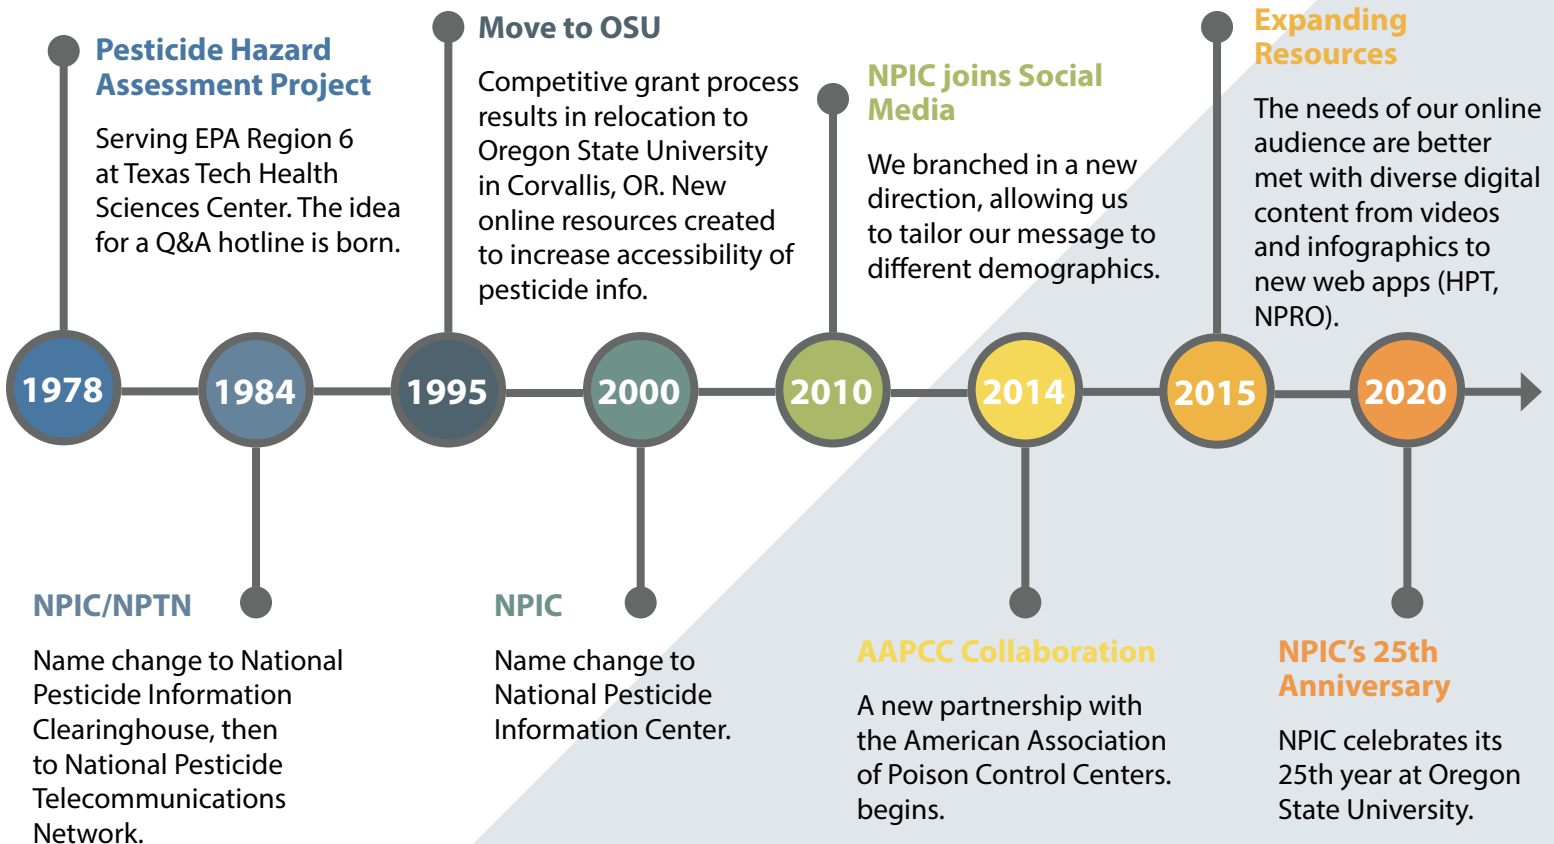 Pesticide Hazard
Assessment Project
Serving EPA Region 6
at Texas Tech Health
Sciences Center. The idea
for a Q&A hotline is born.
Move to OSU
Competitive grant process
results in relocation to
Oregon State University
in Corvallis, OR. New
online resources created
to increase accessibility of
pesticide info.
NPIC joins Social
Media
We branched in a new
direction, allowing us
to tailor our message to
different demographics.
Expanding
Resources
The needs of our online
audience are better
met with diverse digital
content from videos
and infographics to
new web apps (HPT,
NPRO).
1978
1984
1995
2000
2010
2014
2015
2020
NPIC/NPTN
Name change to National
Pesticide Information
Clearinghouse, then
to National Pesticide
Telecommunications
Network.
NPIC
Name change to
National Pesticide
Information Center.
AAPCC Collaboration
A new partnership with
the American Association
of Poison Control Centers.
begins.
NPIC's 25th
Anniversary
NPIC celebrates its
25th year at Oregon
State University.